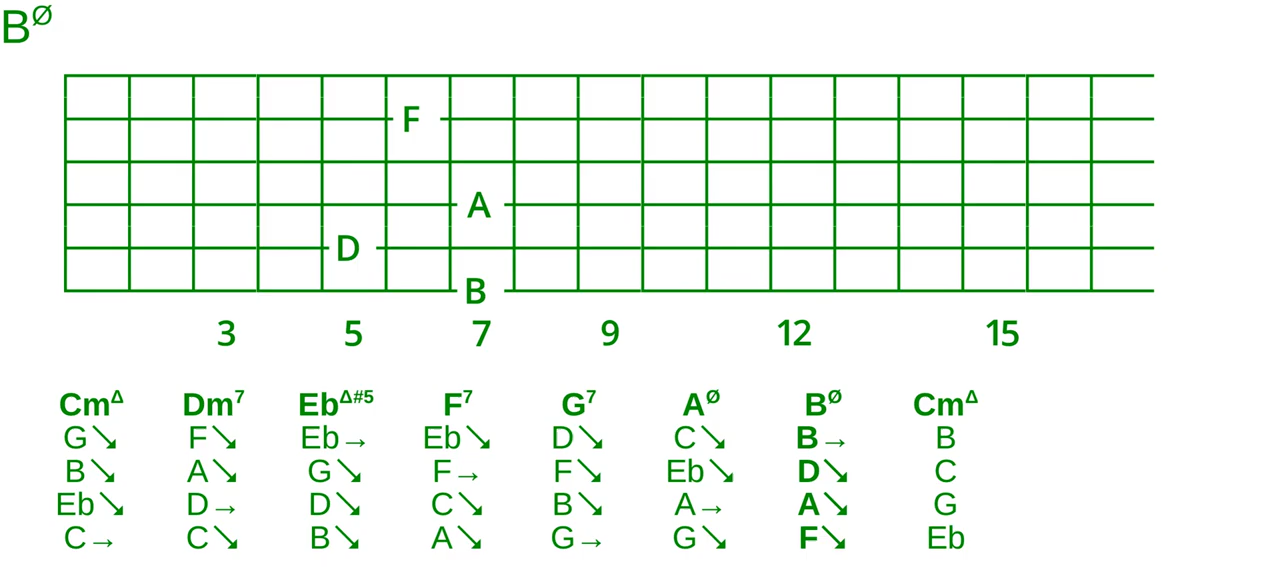 Bᴓ
F
A
D
B
3 5 7 9 12 15
CmΔ Dm7 EbΔ#5 F7 G7 AØ BØ CmΔ
G↘ F↘ Eb→ Eb↘ D↘ C↘ B→ B
B↘ A↘ G↘ F→ F↘ Eb↘ D↘ C
Eb↘ D→ D↘ C↘ B↘ A→ A↘ G
C→ C↘ B↘ A↘ G→ G↘ F↘ Eb